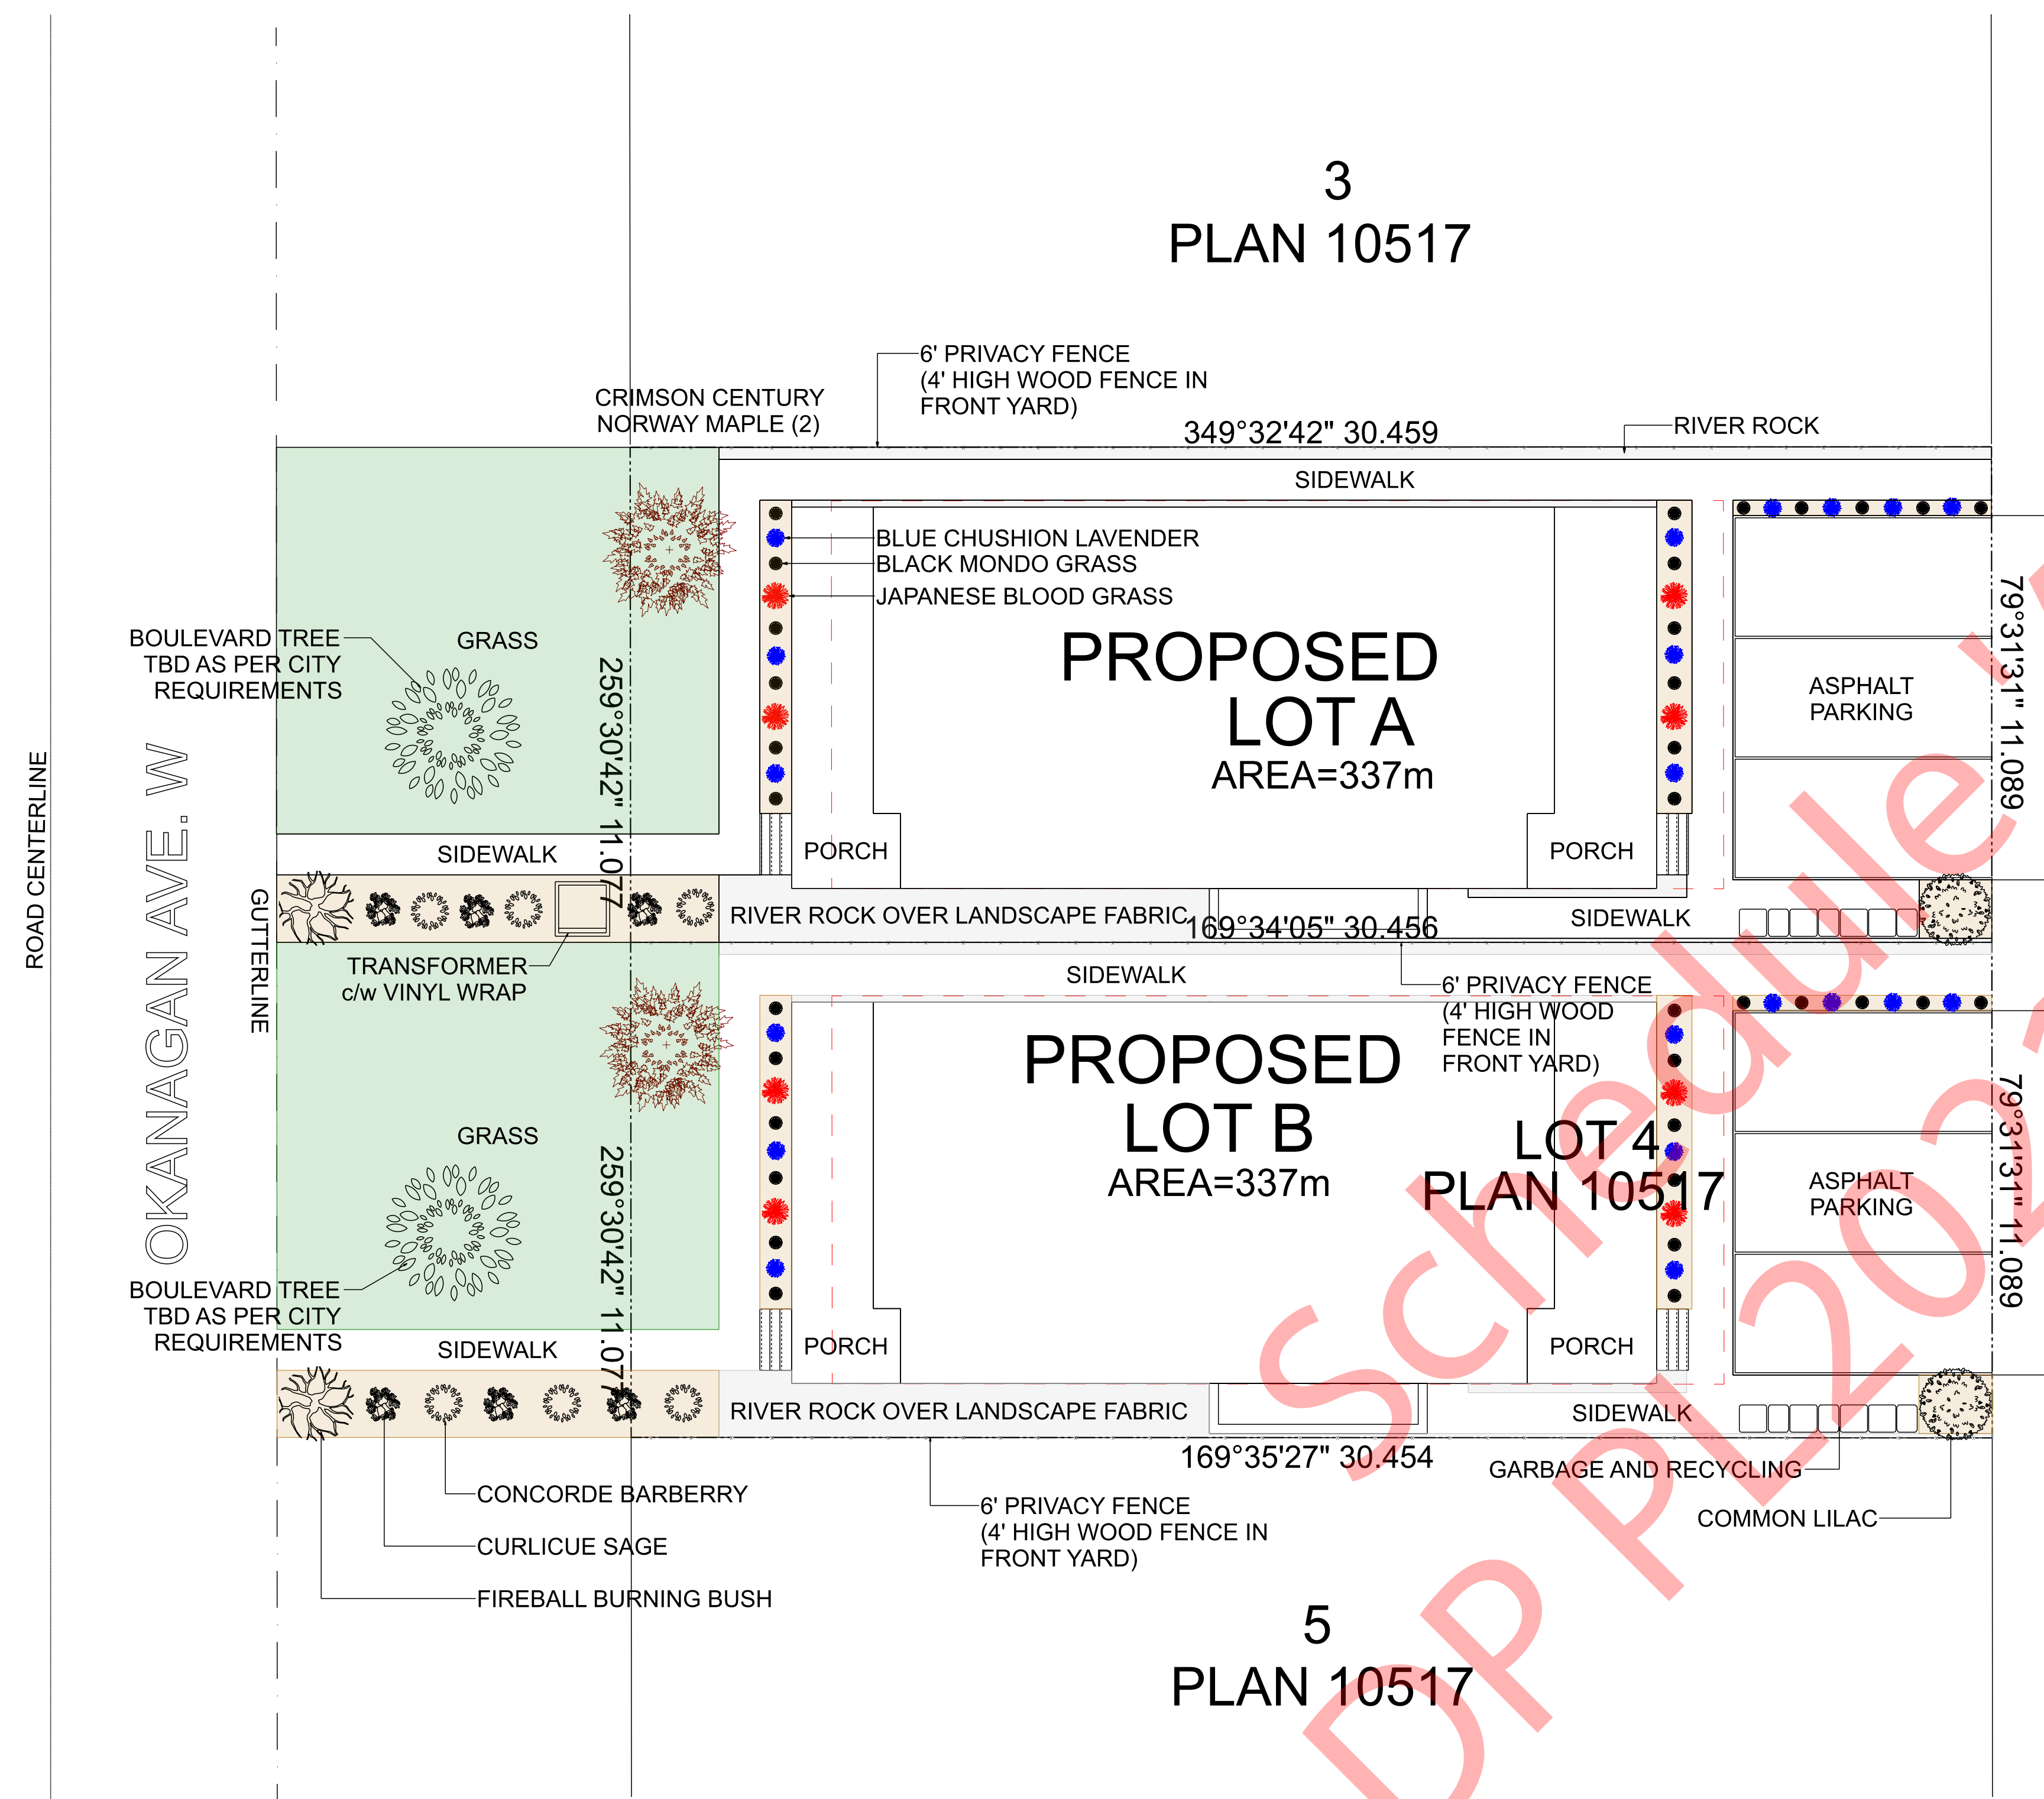 3
PLAN 10517
6' PRIVACY FENCE
(4' HIGH WOOD FENCE IN
FRONT YARD)
CRIMSON CENTURY
NORWAY MAPLE (2)
349°32'42" 30.459
RIVER ROCK
SIDEWALK
BLUE CHUSHION LAVENDER
BLACK MONDO GRASS
JAPANESE BLOOD GRASS
BOULEVARD TREE
TBD AS PER CITY
REQUIREMENTS
GRASS
259°30'42" 11.077
PROPOSED
LOT A
AREA=337m
ASPHALT
PARKING
79°31'31" 11.089
ROAD CENTERLINE
OKANAGAN AVE. W
GUTTERLINE
SIDEWALK
PORCH
PORCH
RIVER ROCK OVER LANDSCAPE FABRIC
169°34'05" 30.456
SIDEWALK
TRANSFORMER
c/w VINYL WRAP
SIDEWALK
6' PRIVACY FENCE
(4' HIGH WOOD
FENCE IN
FRONT YARD)
PROPOSED
LOT B
AREA=337m
LOT 4
PLAN 10517
GRASS
259°30'42" 11.077
ASPHALT
PARKING
79°31'31" 11.089
BOULEVARD TREE
TBD AS PER CITY
REQUIREMENTS
SIDEWALK
PORCH
PORCH
RIVER ROCK OVER LANDSCAPE FABRIC
SIDEWALK
169°35'27" 30.454
GARBAGE AND RECYCLING
COMMON LILAC
CONCORDE BARBERRY
CURLICUE SAGE
FIREBALL BURNING BUSH
6' PRIVACY FENCE
(4' HIGH WOOD FENCE IN
FRONT YARD)
5
PLAN 10517
Schedule '
DP PL202